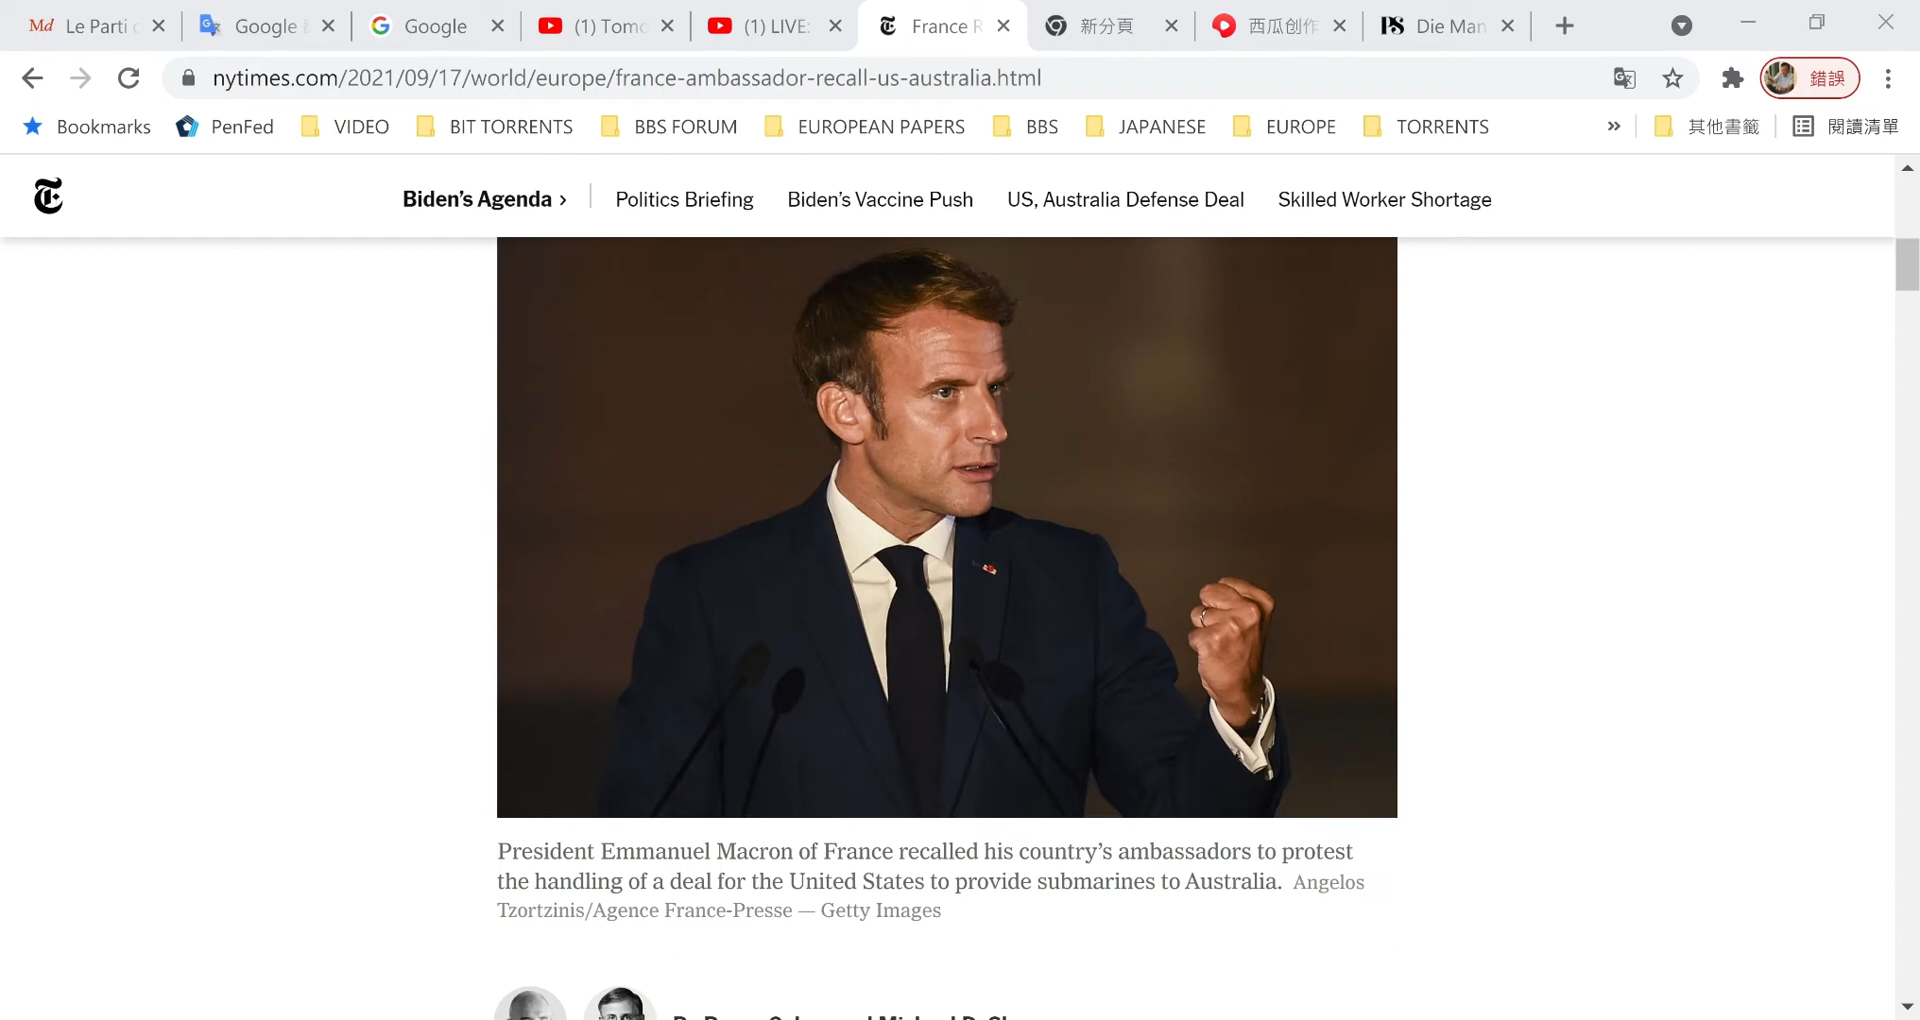 Md Le Parti
Google
Google
(1) Tomo
(1) LIVE:
France R
新分頁
西瓜创作
PS Die Man
nytimes.com/2021/09/17/world/europe/france-ambassador-recall-us-australia.html
錯誤
Bookmarks
PenFed
VIDEO
BIT TORRENTS
BBS FORUM
EUROPEAN PAPERS
BBS
JAPANESE
EUROPE
TORRENTS
»
其他書籤
閱讀清單
Biden’s Agenda ›
Politics Briefing
Biden’s Vaccine Push
US, Australia Defense Deal
Skilled Worker Shortage
President Emmanuel Macron of France recalled his country’s ambassadors to protest
the handling of a deal for the United States to provide submarines to Australia. Angelos
Tzortzinis/Agence France-Presse — Getty Images